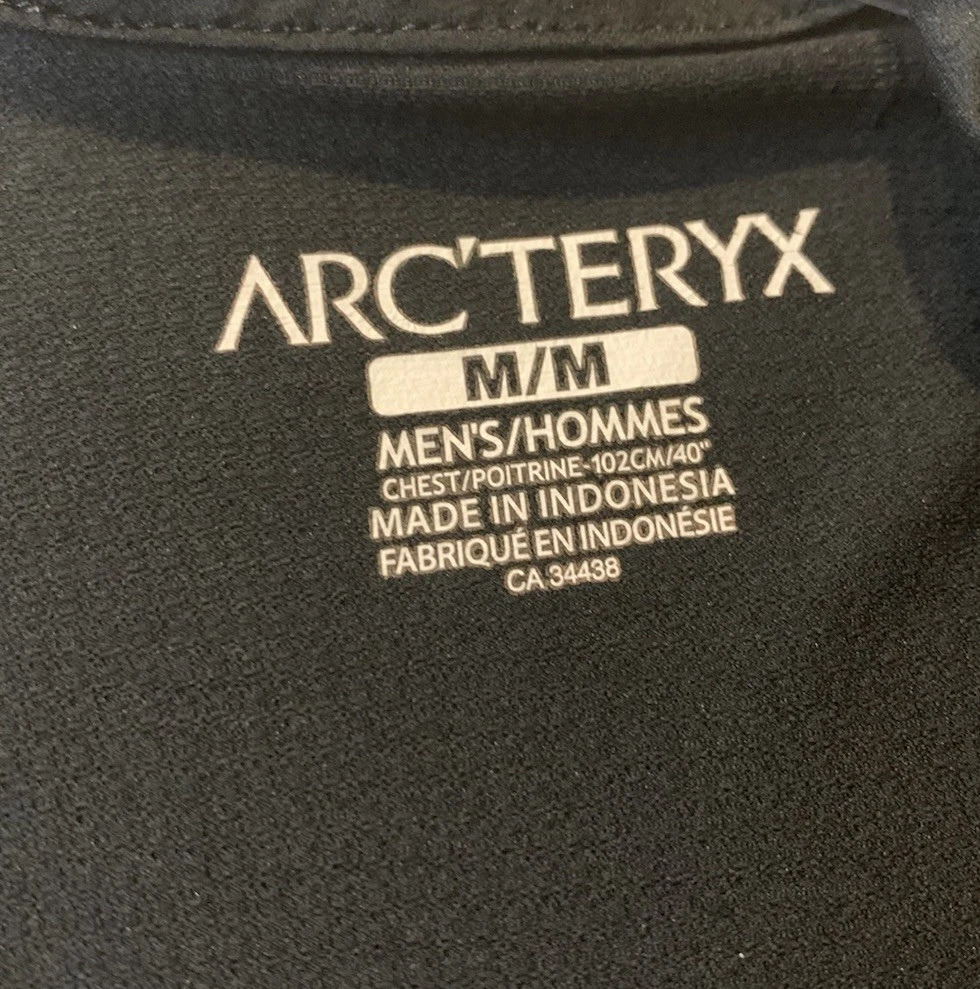 ARC'TERYX
M/M
MEN'S/HOMMES
CHEST/POITRINE-102CM/40"
MADE IN INDONESIA
FABRIQUÉ EN INDONÉSIE
CA 34438